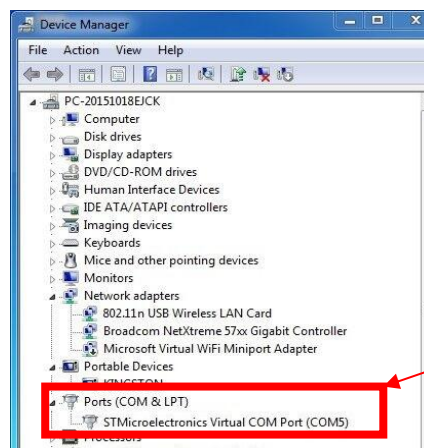 Device Manager
File Action View Help
PC-20151018EJCK
Computer
Disk drives
Display adapters
DVD/CD-ROM drives
Human Interface Devices
IDE ATA/ATAPI controllers
Imaging devices
Keyboards
Mice and other pointing devices
Monitors
Network adapters
802.11n USB Wireless LAN Card
Broadcom NetXtreme 57xx Gigabit Controller
Microsoft Virtual WiFi Miniport Adapter
Portable Devices
KINGSTON
Ports (COM & LPT)
STMicroelectronics Virtual COM Port (COM5)
Processors